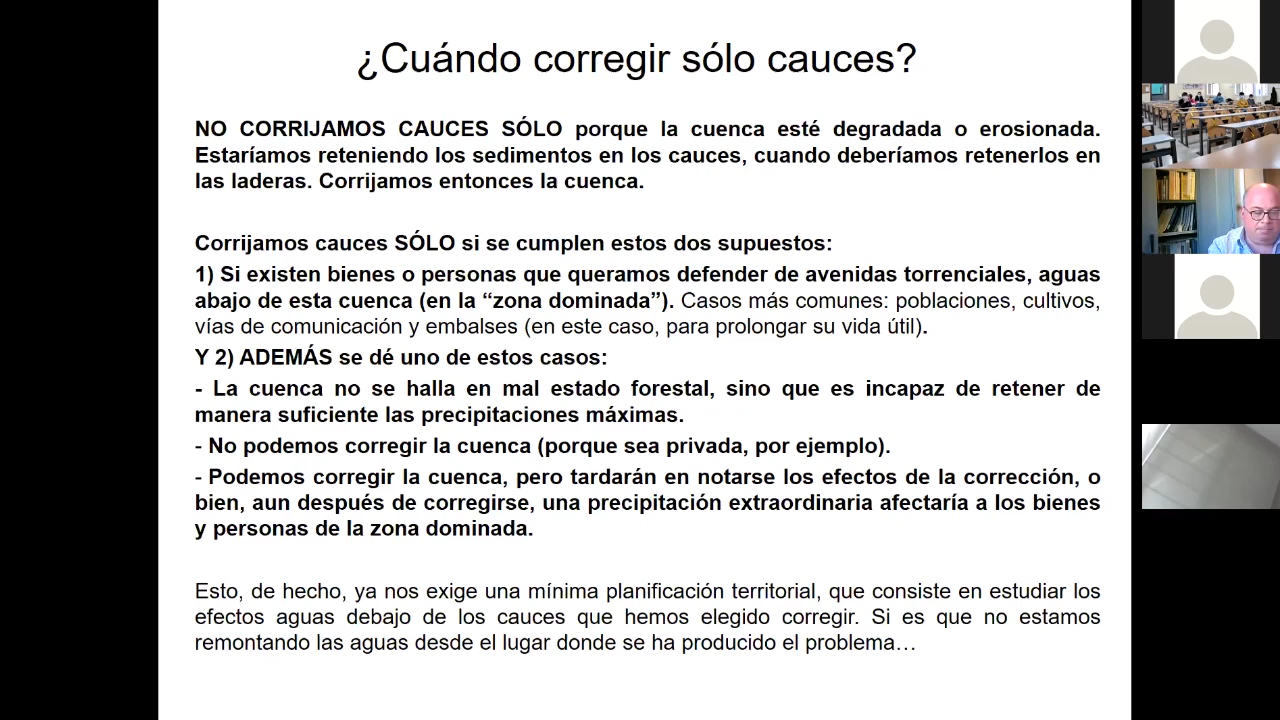 ¿Cuándo corregir sólo cauces?
NO CORRIJAMOS CAUCES SÓLO porque la cuenca esté degradada o erosionada.
Estaríamos reteniendo los sedimentos en los cauces, cuando deberíamos retenerlos en
las laderas. Corrijamos entonces la cuenca.
Corrijamos cauces SÓLO si se cumplen estos dos supuestos:
1) Si existen bienes o personas que queramos defender de avenidas torrenciales, aguas
abajo de esta cuenca (en la “zona dominada”). Casos más comunes: poblaciones, cultivos,
vías de comunicación y embalses (en este caso, para prolongar su vida útil).
Y 2) ADEMÁS se dé uno de estos casos:
- La cuenca no se halla en mal estado forestal, sino que es incapaz de retener de
manera suficiente las precipitaciones máximas.
- No podemos corregir la cuenca (porque sea privada, por ejemplo).
- Podemos corregir la cuenca, pero tardarán en notarse los efectos de la corrección, o
bien, aun después de corregirse, una precipitación extraordinaria afectaría a los bienes
y personas de la zona dominada.
Esto, de hecho, ya nos exige una mínima planificación territorial, que consiste en estudiar los
efectos aguas debajo de los cauces que hemos elegido corregir. Si es que no estamos
remontando las aguas desde el lugar donde se ha producido el problema…